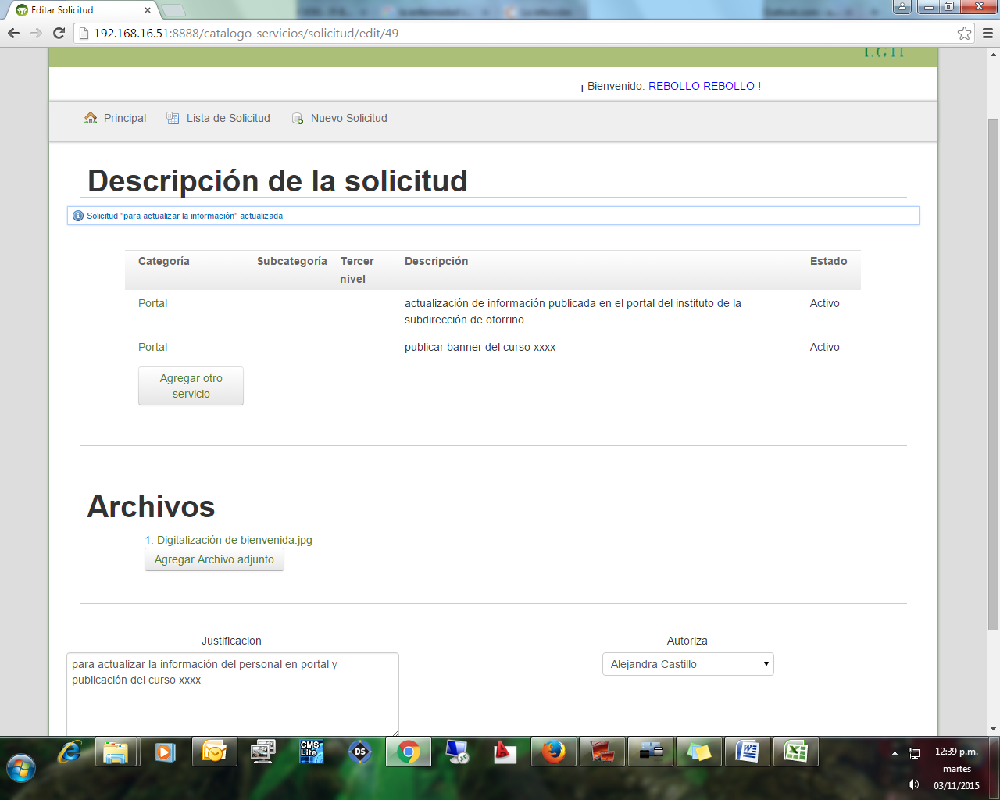 Editar Solicitud
192.168.16.51:8888/catalogo-servicios/solicitud/edit/49
¡ Bienvenido: REBOLLO REBOLLO !
Principal Lista de Solicitud Nuevo Solicitud
Descripción de la solicitud
Solicitud "para actualizar la información" actualizada
Categoría Subcategoría Tercer nivel Descripción Estado
Portal actualización de información publicada en el portal del instituto de la Activo
subdirección de otorrino
Portal publicar banner del curso xxxx Activo
Agregar otro
servicio
Archivos
1. Digitalización de bienvenida.jpg
Agregar Archivo adjunto
Justificacion Autoriza
para actualizar la información del personal en portal y
publicación del curso xxxx
Alejandra Castillo
CMS
Lite
DS
12:39 p.m.
martes
03/11/2015